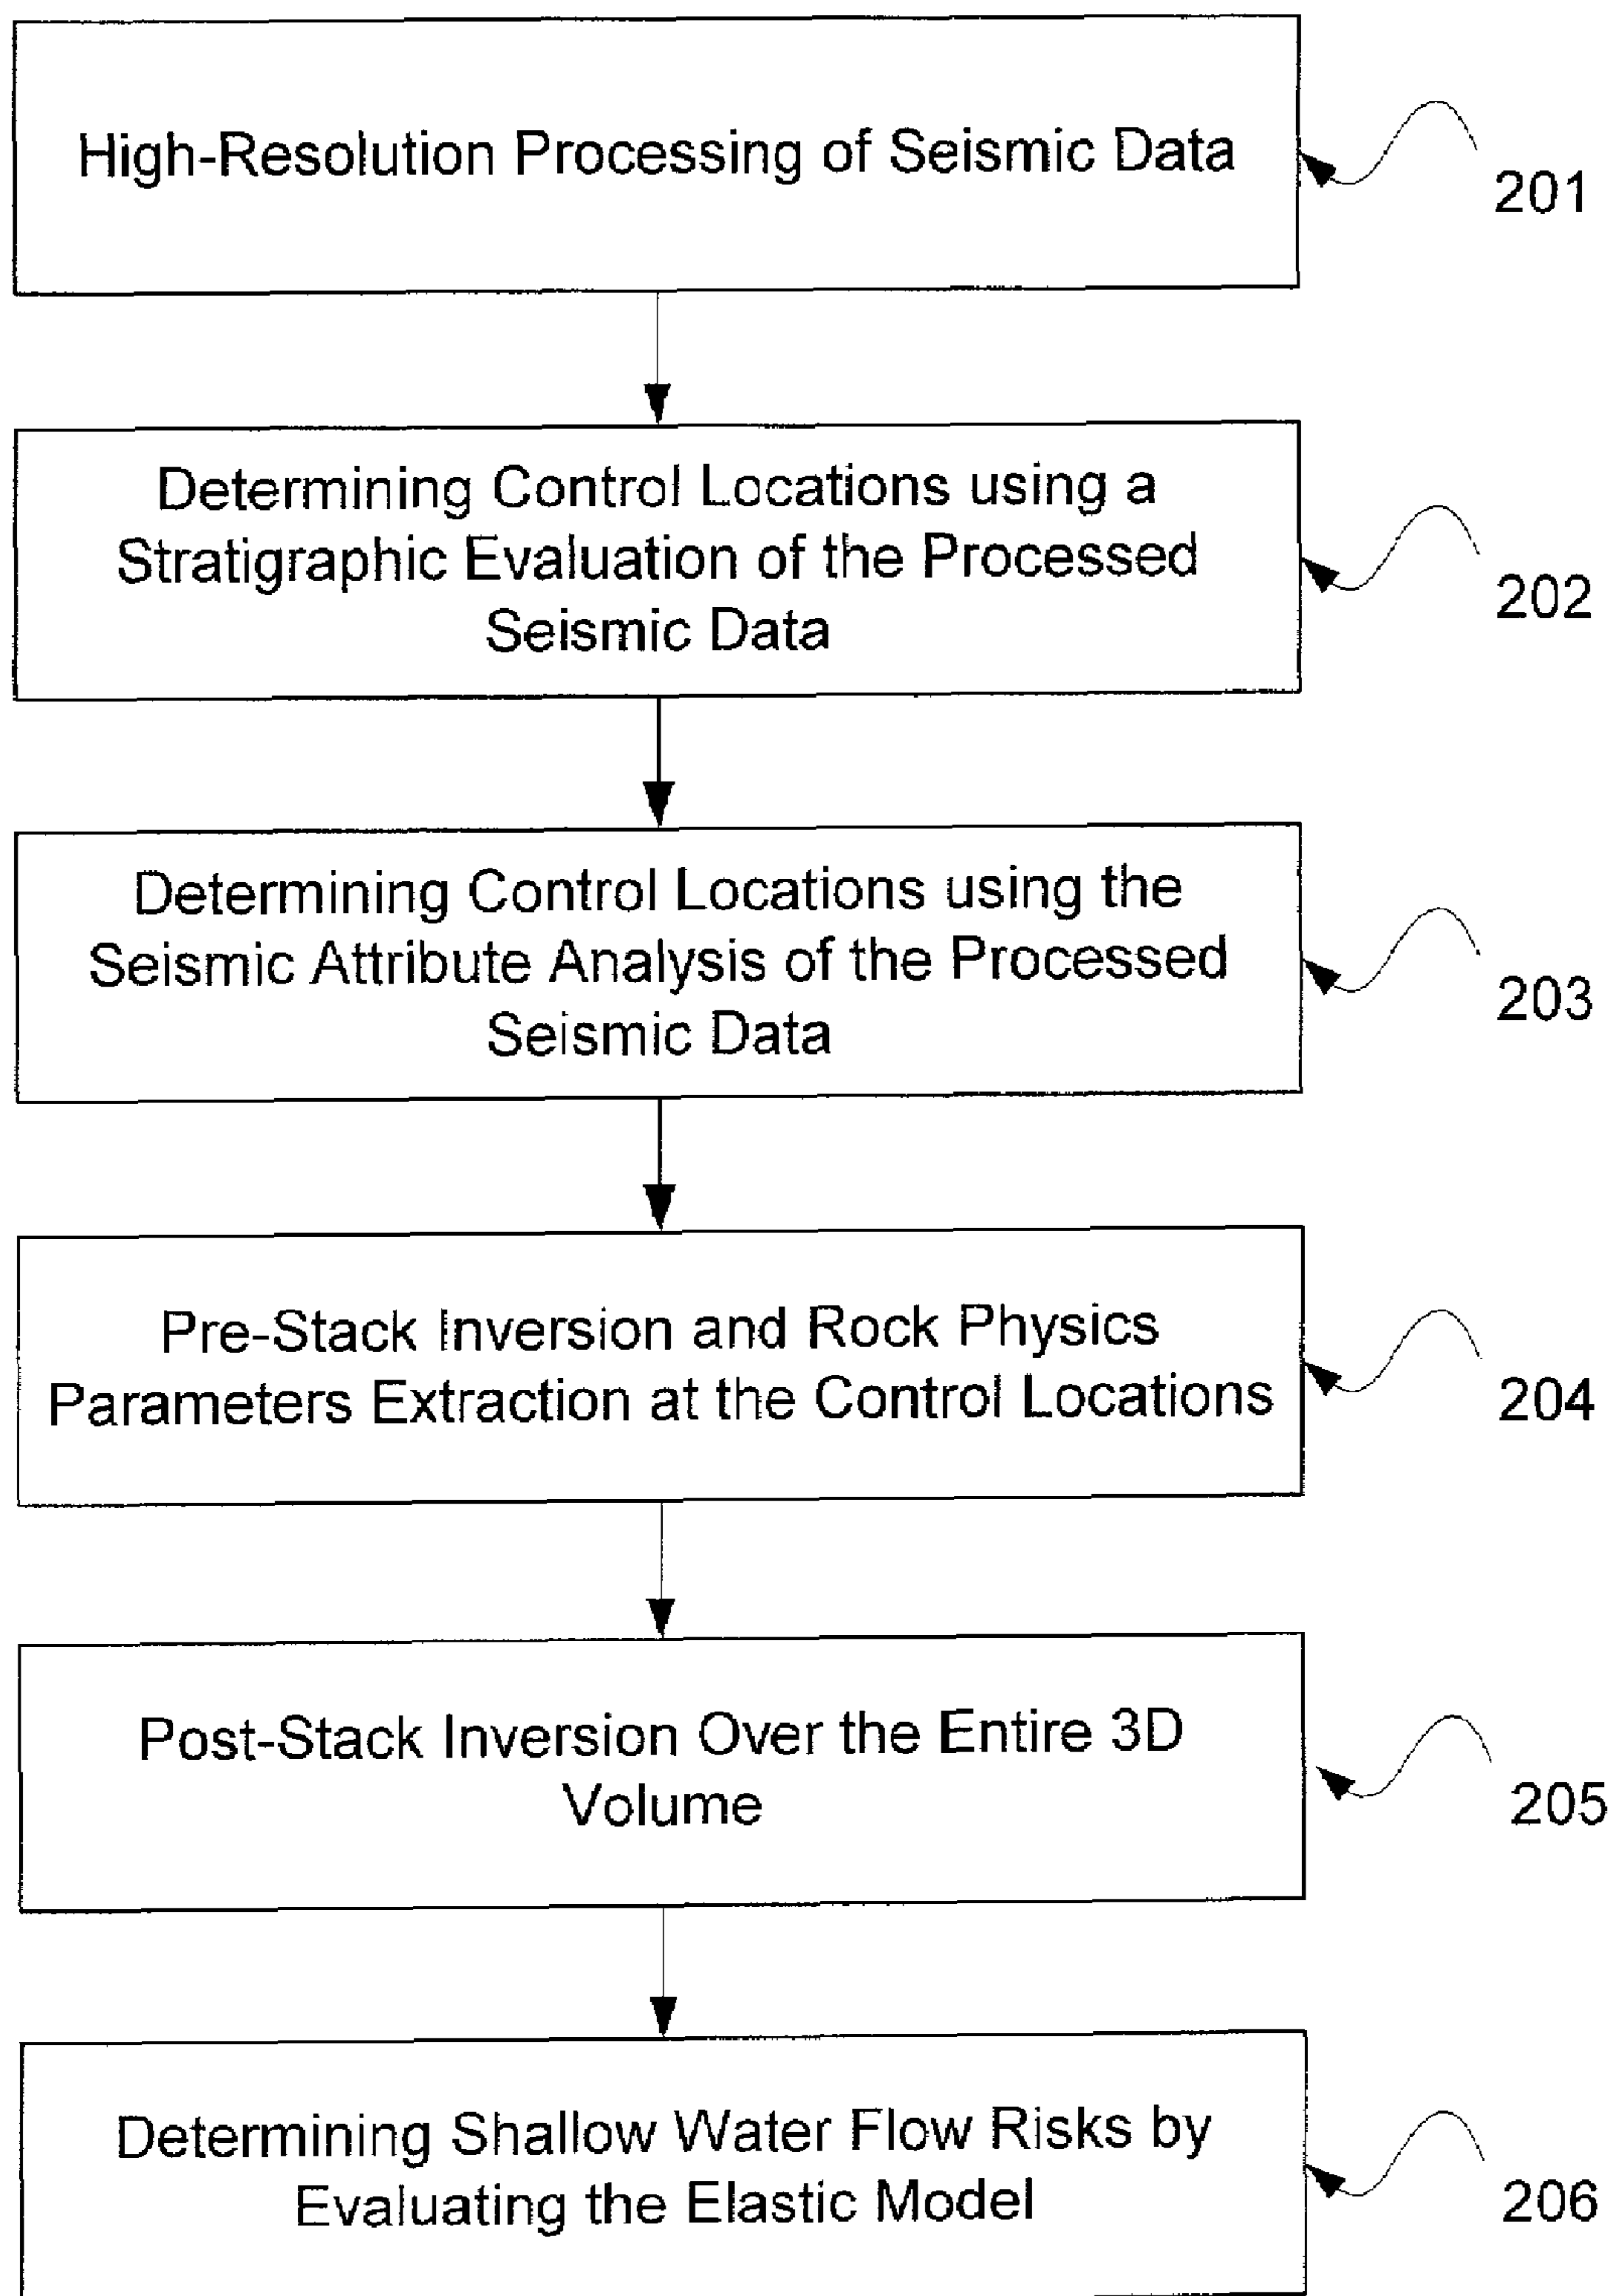 High-Resolution Processing of Seismic Data
201
Determining Control Locations using a
Stratigraphic Evaluation of the Processed
Seismic Data
202
Determining Control Locations using the
Seismic Attribute Analysis of the Processed
Seismic Data
203
Pre-Stack Inversion and Rock Physics
Parameters Extraction at the Control Locations
204
Post-Stack Inversion Over the Entire 3D
Volume
205
Determining Shallow Water Flow Risks by
Evaluating the Elastic Model
206